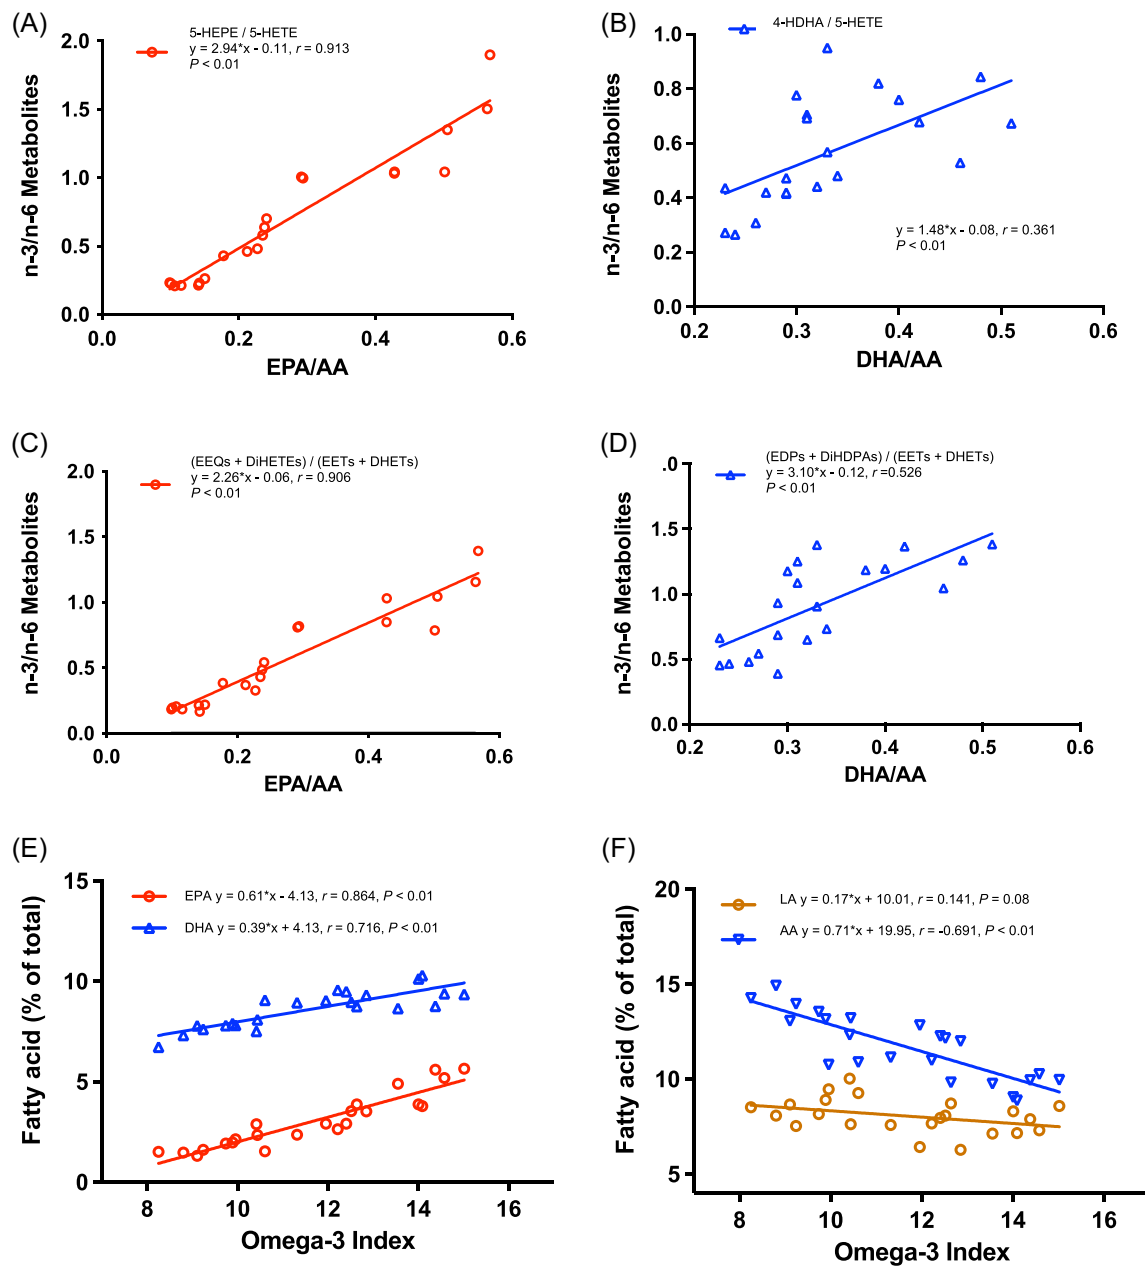 (A)
5-HEPE / 5-HETE
y = 2.94*x - 0.11, r = 0.913
P < 0.01
n-3/n-6 Metabolites
2.0
1.5
1.0
0.5
0.0
0.0 0.2 0.4 0.6
EPA/AA
(B)
4-HDHA / 5-HETE
n-3/n-6 Metabolites
1.0
0.8
0.6
0.4
0.2
0.0
y = 1.48*x - 0.08, r = 0.361
P < 0.01
0.2 0.3 0.4 0.5 0.6
DHA/AA
(C)
(EEQs + DiHETEs) / (EETs + DHETs)
y = 2.26*x - 0.06, r = 0.906
P < 0.01
n-3/n-6 Metabolites
2.0
1.5
1.0
0.5
0.0
0.0 0.2 0.4 0.6
EPA/AA
(D)
(EDPs + DiHDPAs) / (EETs + DHETs)
y = 3.10*x - 0.12, r =0.526
P < 0.01
n-3/n-6 Metabolites
.0
1.5
1.0
0.5
0.0
0.2 0.3 0.4 0.5 0.6
DHA/AA
(E)
EPA y = 0.61*x - 4.13, r = 0.864, P < 0.01
DHA y = 0.39*x + 4.13, r = 0.716, P < 0.01
Fatty acid (% of total)
15
10
5
0
8 10 12 14 16
Omega-3 Index
(F)
LA y = 0.17*x + 10.01, r = 0.141, P = 0.08
AA y = 0.71*x + 19.95, r = -0.691, P < 0.01
Fatty acid (% of total)
20
15
10
5
8 10 12 14 16
Omega-3 Index